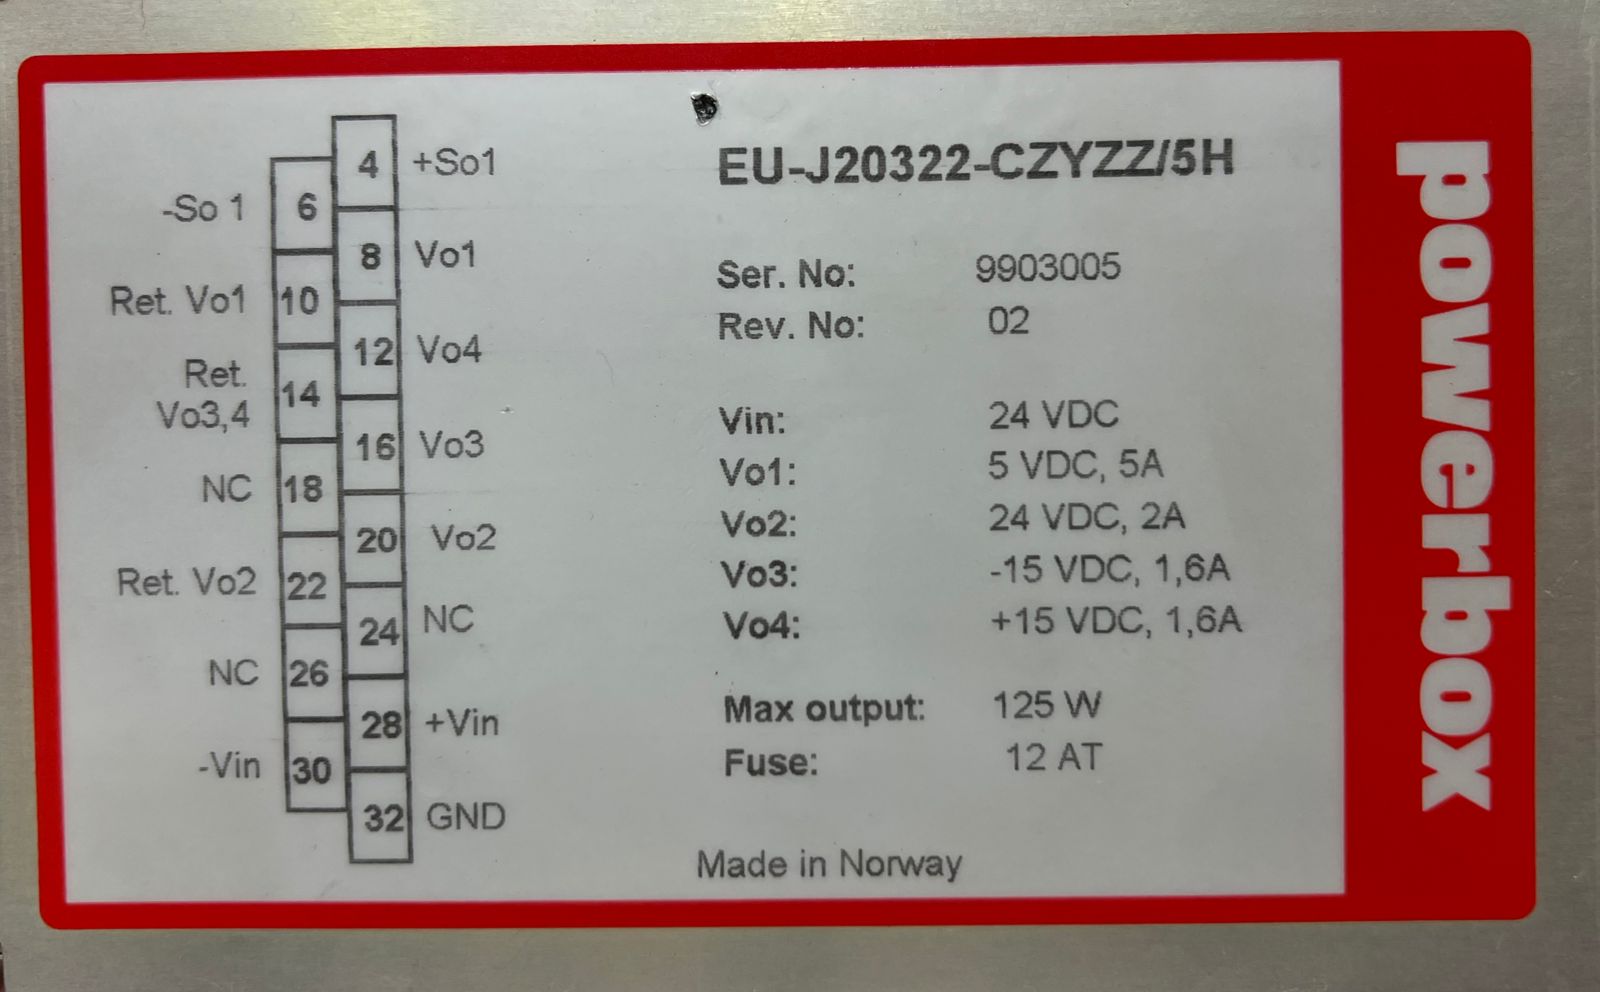 4 +So1
-So 1 6
8 Vo1
Ret. Vo1 10
12 Vo4
Ret.
Vo3,4 14
16 Vo3
NC 18
20 Vo2
Ret. Vo2 22
24 NC
NC 26
28 +Vin
-Vin 30
32 GND
EU-J20322-CZYZZ/5H
Ser. No: 9903005
Rev. No: 02
Vin: 24 VDC
Vo1: 5 VDC, 5A
Vo2: 24 VDC, 2A
Vo3: -15 VDC, 1,6A
Vo4: +15 VDC, 1,6A
Max output: 125 W
Fuse: 12 AT
Made in Norway
powerbox